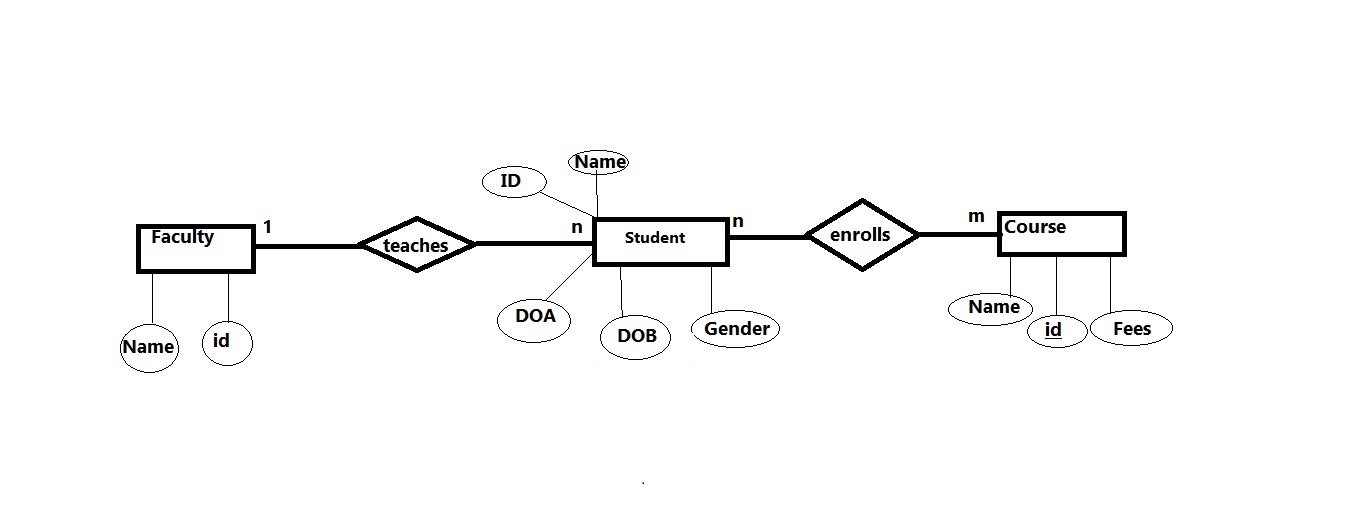 Name
ID
Faculty
1
teaches
n
Student
n
enrolls
m
Course
Name
id
DOA
DOB
Gender
Name
id
Fees